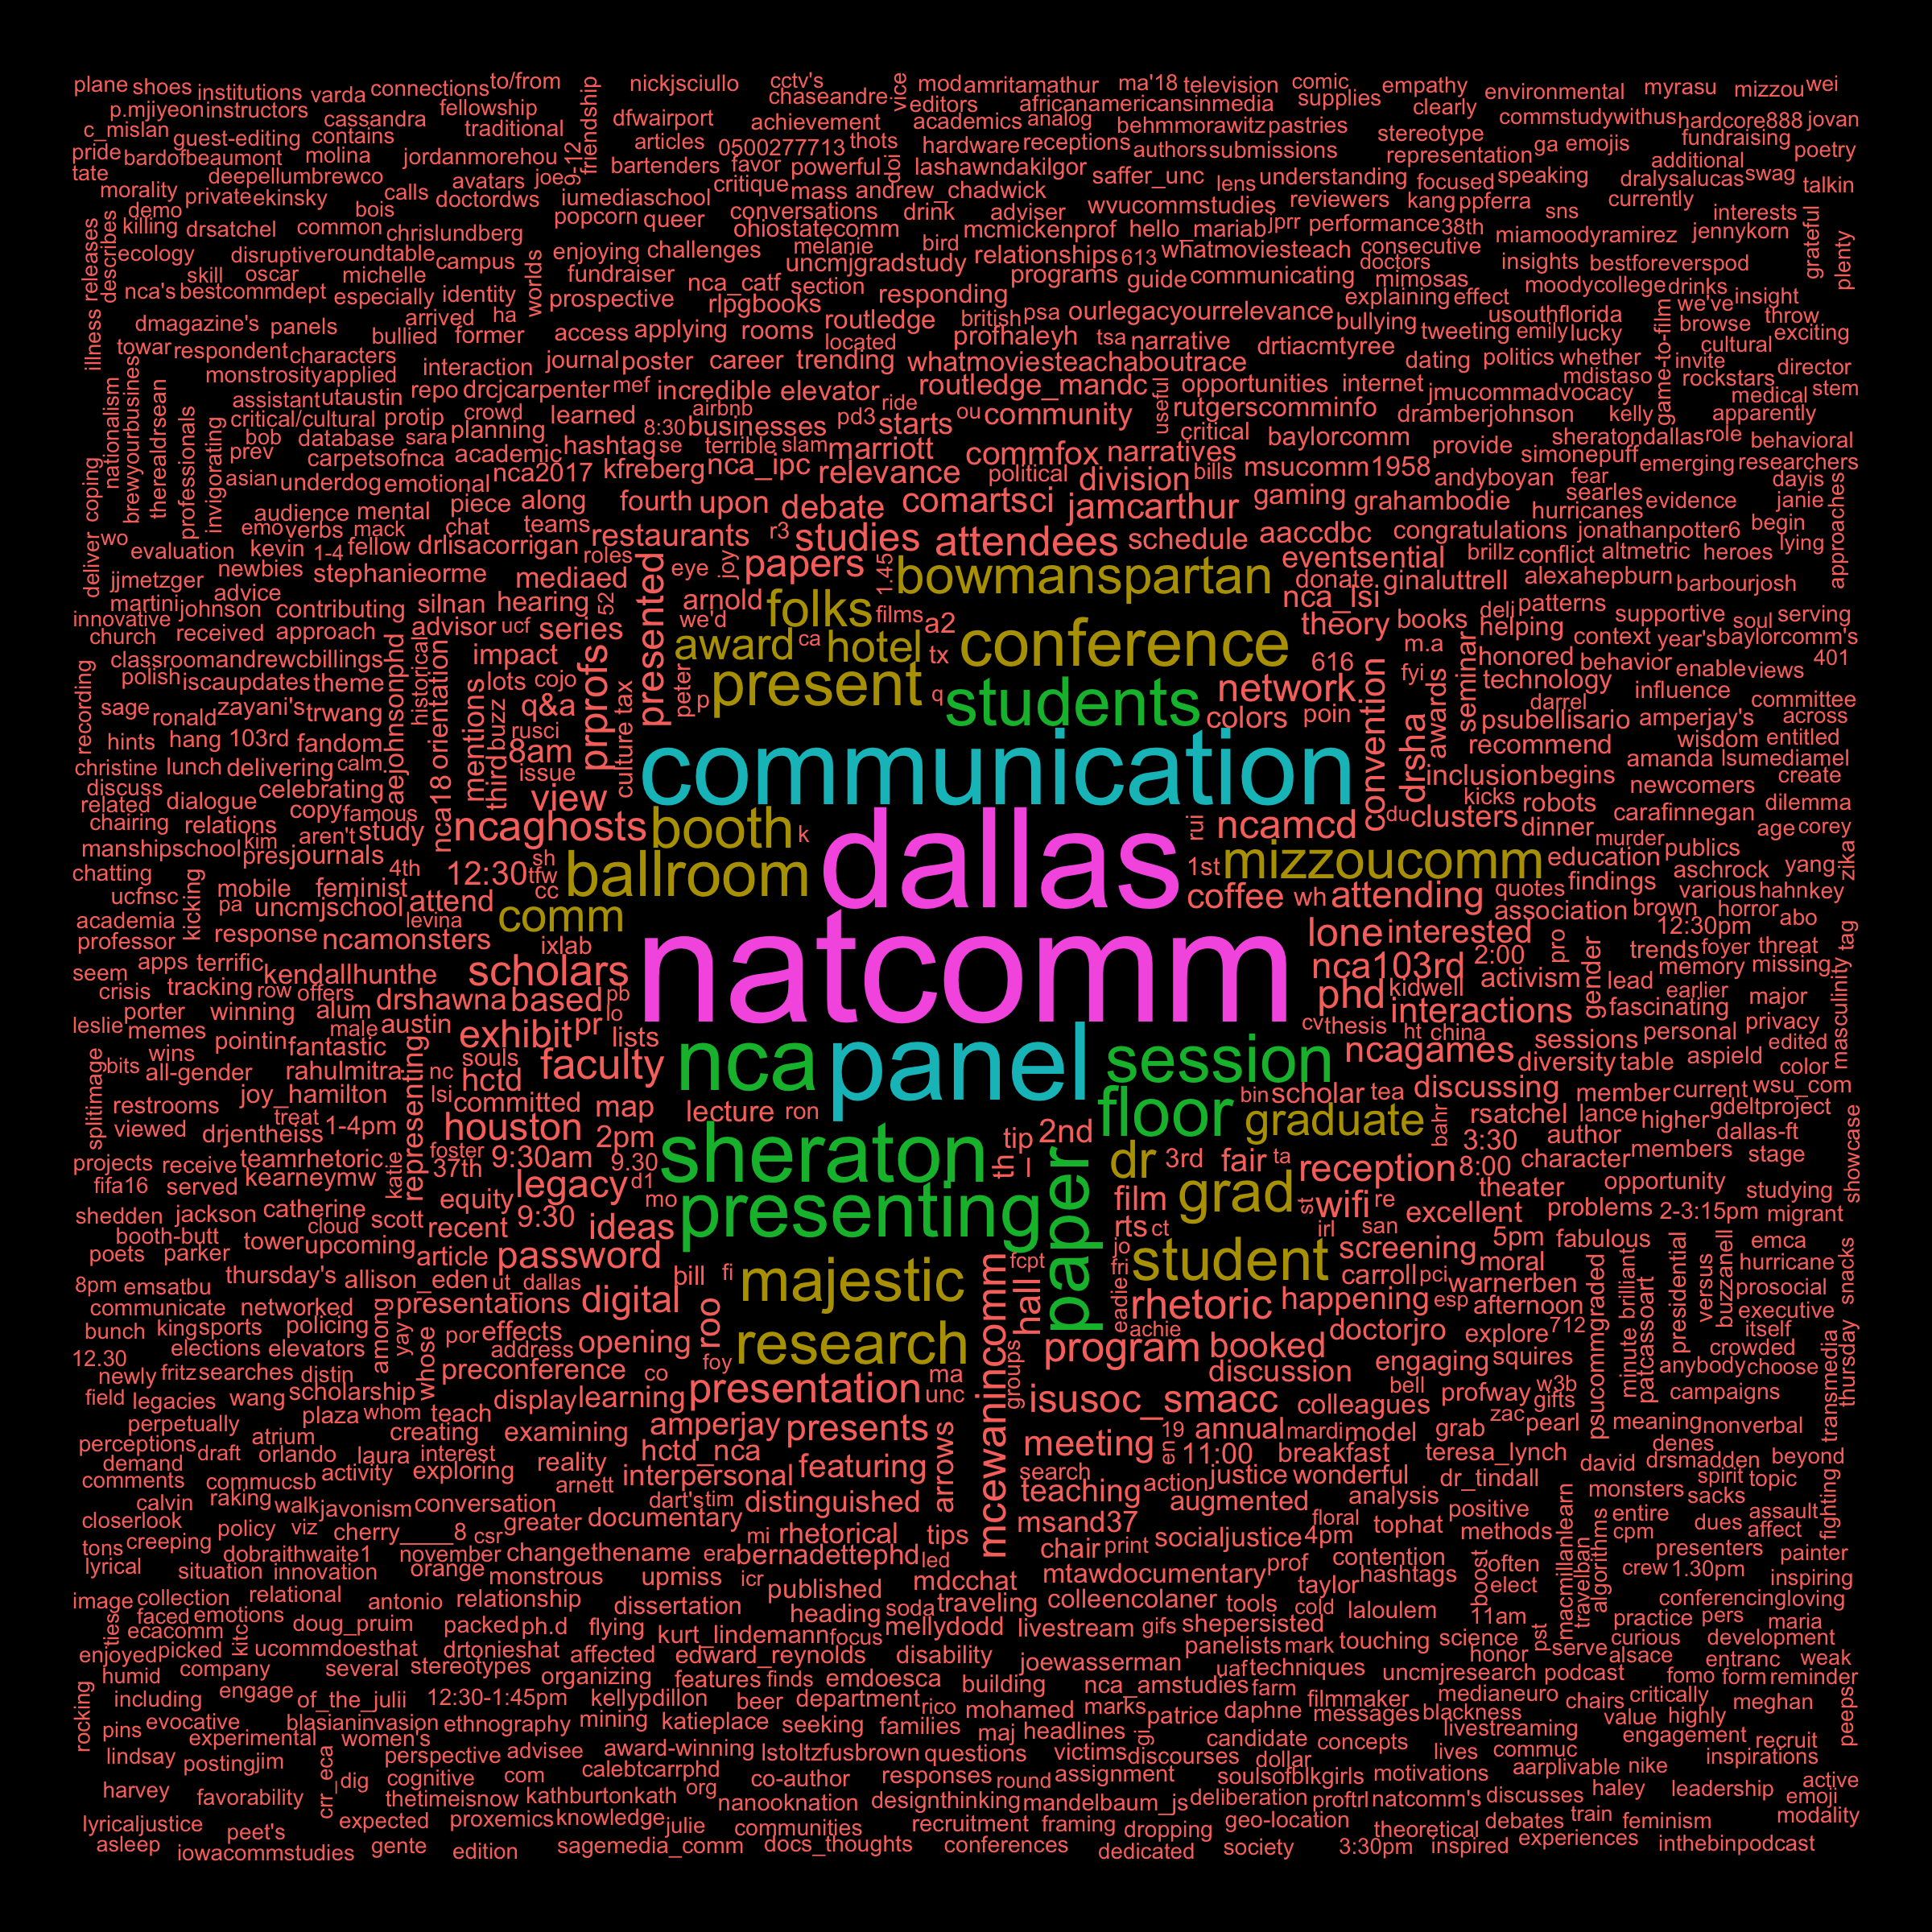 plane shoes institutions varda connections to/from friendship nickjsciullo cctv's vice mod amritamathur ma'18 television comic empathy environmental myrasu mizzou wei
p.m jiyeon instructors cassandra fellowship dfwairport chaseandre editors africanamericansinmedia supplies clearly commstudywithus hardcore888 jovan
c_mislan guest-editing contains traditional articles achievement academics analog behmmorawitz pastries stereotype fundraising
pride bardofbeaumont molina jordanmorehou 9-12 0500277713 thots hardware receptions authors submissions representation ga emojis additional poetry
tate deepellumbrewco avatars joe bartenders favor powerful ddi lashawndakilgor saffer_unc lens understanding focused speaking dralysalucas swag talkin
morality private ekinsky calls doctordws iumediaschool critique mass andrew_chadwick wvucommstudies reviewers kang ppferra currently interests
demo killing drsatchel common bois chrislundberg popcorn queer conversations drink adviser mcmickenprof hello_mariab jprr performance 38th sns miamoodyramirez jennykorn grateful
ecology disruptive roundtable campus enjoying challenges ohiostatecomm melanie bird relationships 613 whatmoviesteach consecutive doctors insights bestforeverspod plenty
releases describes skill oscar michelle worlds fundraiser uncmjgradstudy nca_catf section programs guide communicating mimosas moodycollege drinks
nca's bestcommdept especially identity prospective rlpgbooks responding ourlegacyourrelevance explaining effect usouthflorida we've insight throw
illness dmagazine's panels arrived ha bullied former access applying rooms routledge located british psa profhaleyh tsa narrative bullying tweeting emily lucky game-to-film browse cultural exciting
towar respondent characters interaction journal poster career trending whatmoviesteachaboutrace drtiacmtyree dating politics whether invite director
monstrosity applied repo drcjcarpenter mef incredible elevator routledge_mandc useful opportunities internet jmucommadvocacy mdistaso rockstars medical stem
nationalism brewyourbusines therealdrsean professionals invigorating assistant utaustin crowd learned airbnb ride pd3 starts ou community rutgerscomminfo dramberjohnson kelly apparently
critical/cultural protip planning 8:30 businesses critical baylorcomm provide sheratondallas role behavioral
bob database sara academic hashtag se terrible slam marriott commfox narratives simonepuff emerging researchers
prev carpetsofnca nca2017 kfreberg nca_ipc relevance political division bills msucomm1958 andyboyan fear dayis
coping asian underdog emotional piece along fourth upon debate comartsci jamcarthur gaming grahambodie searles evidence janie approaches
deliver wo audience mental emo verbs mack chat teams restaurants r3 studies attendees schedule aaccdbc congratulations hurricanes jonathanpotter6 begin
evaluation kevin 1-4 fellow drlisacorrigan roles presented eye joy papers 1:45 bowmanspartan eventsential brillz conflict altmetric heroes lying
jjmetzger newbies stephanieorme mediaed arnold folks films donate ginaluttrell alexahepburn barbourjosh
innovative martini johnson advice contributing silnan hearing 52 we'd a2 nca_lsi books delj patterns supportive soul serving
church received approach advisor ucf series award ca hotel tx conference theory m.a helping context year's baylorcomm's
classroom andrewcbillings aejohnsonphd historical orientation impact prprofs peter p present q 616 seminar honored behavior enable views 401
recording polish iscaupdates theme mentions lots cojo students network convention fyi awards technology influence committee
sage ronald zayani's trwang q&a rusci culture tax colors poin drsha psubellisario darrel amperjay's across
hints hang 103rd fandom nca18 third buzz 8am communication recommend wisdom entitled
christine lunch delivering calm issue inclusion begins amanda lsumediamel
discuss celebrating view kicks robots newcomers create
related dialogue copy famous ncaghosts booth k dallas rui ncamcd du clusters carafinnegan dilemma
chairing relations aren't study dinner murder age corey
manshipschool kim pres journals 4th 12:30 sh tfw ballroom 1st mizzoucomm education publics yang zika
chatting ucfnsc mobile feminist cc coffee wh attending quotes findings aschrock various hahnkey
academia pa uncmjschool attend levina comm association brown horror abo
professor kicking response ncamonsters ixlab natcomm lone interested 12:30pm trends foyer threat tag
seem apps terrific kendallhunthe scholars nca103rd 2:00 pro gender memory missing masculinity
crisis tracking row offers drshawna based pb lo phd kidwell activism lead earlier major
leslie porter memes winning alum male austin exhibit pr lists cv thesis interactions ht china fascinating personal privacy
splitimage bits wins pointin fantastic representing souls faculty nca panel session ncagames sessions diversity table aspield edited color
all-gender rahulmitra nc hctd bin scholar tea discussing member current wsu_com
restrooms joy_hamilton lsi committed map lecture ron floor graduate bahr rsatchel lance higher gdeltproject
viewed drjentheiss treat 1-4pm houston 2pm sheraton tip 2nd 3:30 author dallas-ft showcase
projects receive teamrhetoric katie foster 37th 9:30am 9.30 th l paper dr 3rd fair ta reception 8:00 character members stage
fifa16 served kearneymw legacy d1 mo film grad st wifi re theater opportunity studying
shedden jackson catherine equity 9:30 presenting rts ct irl san excellent problems 2-3:15pm migrant
booth-butt cloud scott recent ideas jo student screening 5pm fabulous emca
poets parker tower upcoming article password fri moral presidential versus buzzannell hurricane
8pm emsatbu thursday's allison_eden ut_dallas bill fi majestic fcpt eadie carroll pci warnerben psucommgraded brilliant patcassoart prosocial snacks
communicate networked presentations digital roo mcewanincomm hall rhetoric happening esp afternoon executive
bunch kingsports policing among yay por effects opening research achie program booked doctorjro explore 712 minute itself thursday
12.30 elections elevators whose address preconference foy co groups discussion engaging squires crowded transmedia
newly fritz searches distin anybody choose
field legacies wang scholarship display learning presentation ma unc isusoc_smacc bell colleagues profway w3b gifts campaigns
perpetually plaza whom teach creating examining amperjay presents arrows meeting en 19 annual mardi model grab zac pearl meaning nonverbal
perceptions draft atrium orlando laura interest reality hctd_nca 11:00 breakfast teresa_lynch denes
demand comments commucsb activity exploring arnett interpersonal featuring search teaching action justice wonderful dr_tindall david drsmadden beyond
calvin raking walk javonism conversation dart's tim distinguished augmented analysis positive macmillanlearn algorithms monsters spirit topic sacks fighting
closerlook policy viz cherry____8 csr greater documentary mi rhetorical tips msand37 socialjustice 4pm floral tophat methods entire dues assault
tons creeping dobraithwaite1 november changethename era bernadettephd led chair print prof contention boost often travelban cpm affect presenters painter
lyrical situation innovation orange monstrous upmiss icr published mdcchat mtawdocumentary taylor hashtags elect crew 1.30pm inspiring
image collection relational antonio relationship dissertation heading soda traveling colleencolaner tools cold laloulem 11am conferencing loving
ties faced emotions doug_pruim packed ph.d flying kurt_lindemann focus mellydodd livestream gifs shepersisted pst practice pers maria
ecacomm kitc panelists mark touching science serve curious development
enjoyed picked ucommdoesthat drtonieshat affected edward_reynolds disability joewasserman honor alsace entranc weak
humid company several stereotypes organizing features finds emdoesca building nca_amstudies uaf techniques farm uncmjresearch podcast fomo form reminder
rocking including engage of_the_julii 12:30-1:45pm kellypdillon beer department rico mohamed marks filmmaker medianeuro chairs critically meghan peeps
pins evocative blasianinvasion ethnography mining katieplace seeking families maj headlines gi patrice daphne messages blackness value highly
experimental women's livestreaming engagement recruit
lindsay posting jim crr_eca perspective advisee award-winning lstoltzfusbrown questions victims discourses candidate concepts lives commuc inspirations
harvey dig cognitive com calebtcarrphd co-author responses round assignment dollar soulsofblkgirls motivations aarplivable nike active
favorability thetimeisnow kathburtonkath org nanooknation designthinking mandelbaum_js deliberation proftrl natcomm's discusses haley leadership emoji
lyricaljustice peet's expected proxemics knowledge julie communities recruitment framing dropping geo-location theoretical debates train feminism modality
asleep iowacommstudies gente edition sagemedia_comm docs_thoughts conferences dedicated society 3:30pm inspired experiences inthebinpodcast